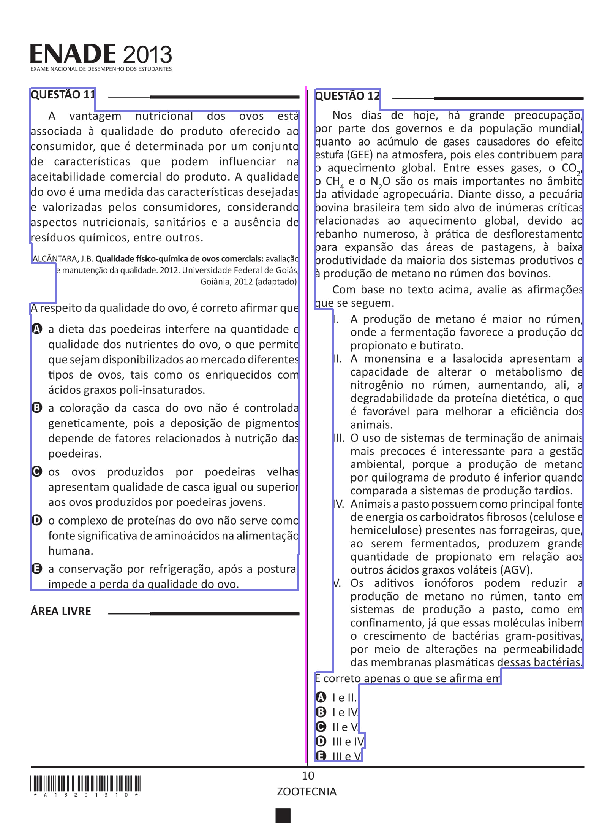 ENADE 2013
EXAME NACIONAL DE DESEMPENHO DOS ESTUDANTES
QUESTÃO 11
A vantagem nutricional dos ovos está
associada à qualidade do produto oferecido ao
consumidor, que é determinada por um conjunto
de características que podem influenciar na
aceitabilidade comercial do produto. A qualidade
do ovo é uma medida das características desejadas
e valorizadas pelos consumidores, considerando
aspectos nutricionais, sanitários e a ausência de
resíduos químicos, entre outros.
ALCÂNTARA, J.B. Qualidade físico-química de ovos comerciais: avaliação
e manutenção da qualidade. 2012. Universidade Federal de Goiás,
Goiânia, 2012 (adaptado)
A respeito da qualidade do ovo, é correto afirmar que
A a dieta das poedeiras interfere na quantidade e
qualidade dos nutrientes do ovo, o que permite
que sejam disponibilizados ao mercado diferentes
tipos de ovos, tais como os enriquecidos com
ácidos graxos poli-insaturados.
B a coloração da casca do ovo não é controlada
geneticamente, pois a deposição de pigmentos
depende de fatores relacionados à nutrição das
poedeiras.
C os ovos produzidos por poedeiras velhas
apresentam qualidade de casca igual ou superior
aos ovos produzidos por poedeiras jovens.
D o complexo de proteínas do ovo não serve como
fonte significativa de aminoácidos na alimentação
humana.
E a conservação por refrigeração, após a postura,
impede a perda da qualidade do ovo.
ÁREA LIVRE
QUESTÃO 12
Nos dias de hoje, há grande preocupação,
por parte dos governos e da população mundial,
quanto ao acúmulo de gases causadores do efeito
estufa (GEE) na atmosfera, pois eles contribuem para
o aquecimento global. Entre esses gases, o CO2,
o CH4 e o N2O são os mais importantes no âmbito
da atividade agropecuária. Diante disso, a pecuária
bovina brasileira tem sido alvo de inúmeras críticas
relacionadas ao aquecimento global, devido ao
rebanho numeroso, à prática de desflorestamento
para expansão das áreas de pastagens, à baixa
produtividade da maioria dos sistemas produtivos e
à produção de metano no rúmen dos bovinos.
Com base no texto acima, avalie as afirmações
que se seguem.
I. A produção de metano é maior no rúmen,
onde a fermentação favorece a produção do
propionato e butirato.
II. A monensina e a lasalocida apresentam a
capacidade de alterar o metabolismo de
nitrogênio no rúmen, aumentando, ali, a
degradabilidade da proteína dietética, o que
é favorável para melhorar a eficiência dos
animais.
III. O uso de sistemas de terminação de animais
mais precoces é interessante para a gestão
ambiental, porque a produção de metano
por quilograma de produto é inferior quando
comparada a sistemas de produção tardios.
IV. Animais a pasto possuem como principal fonte
de energia os carboidratos fibrosos (celulose e
hemicelulose) presentes nas forrageiras, que,
ao serem fermentados, produzem grande
quantidade de propionato em relação aos
outros ácidos graxos voláteis (AGV).
V. Os aditivos ionóforos podem reduzir a
produção de metano no rúmen, tanto em
sistemas de produção a pasto, como em
confinamento, já que essas moléculas inibem
o crescimento de bactérias gram-positivas,
por meio de alterações na permeabilidade
das membranas plasmáticas dessas bactérias.
É correto apenas o que se afirma em
A I e II.
B I e IV.
C II e V.
D III e IV.
E III e V.
10
ZOOTECNIA